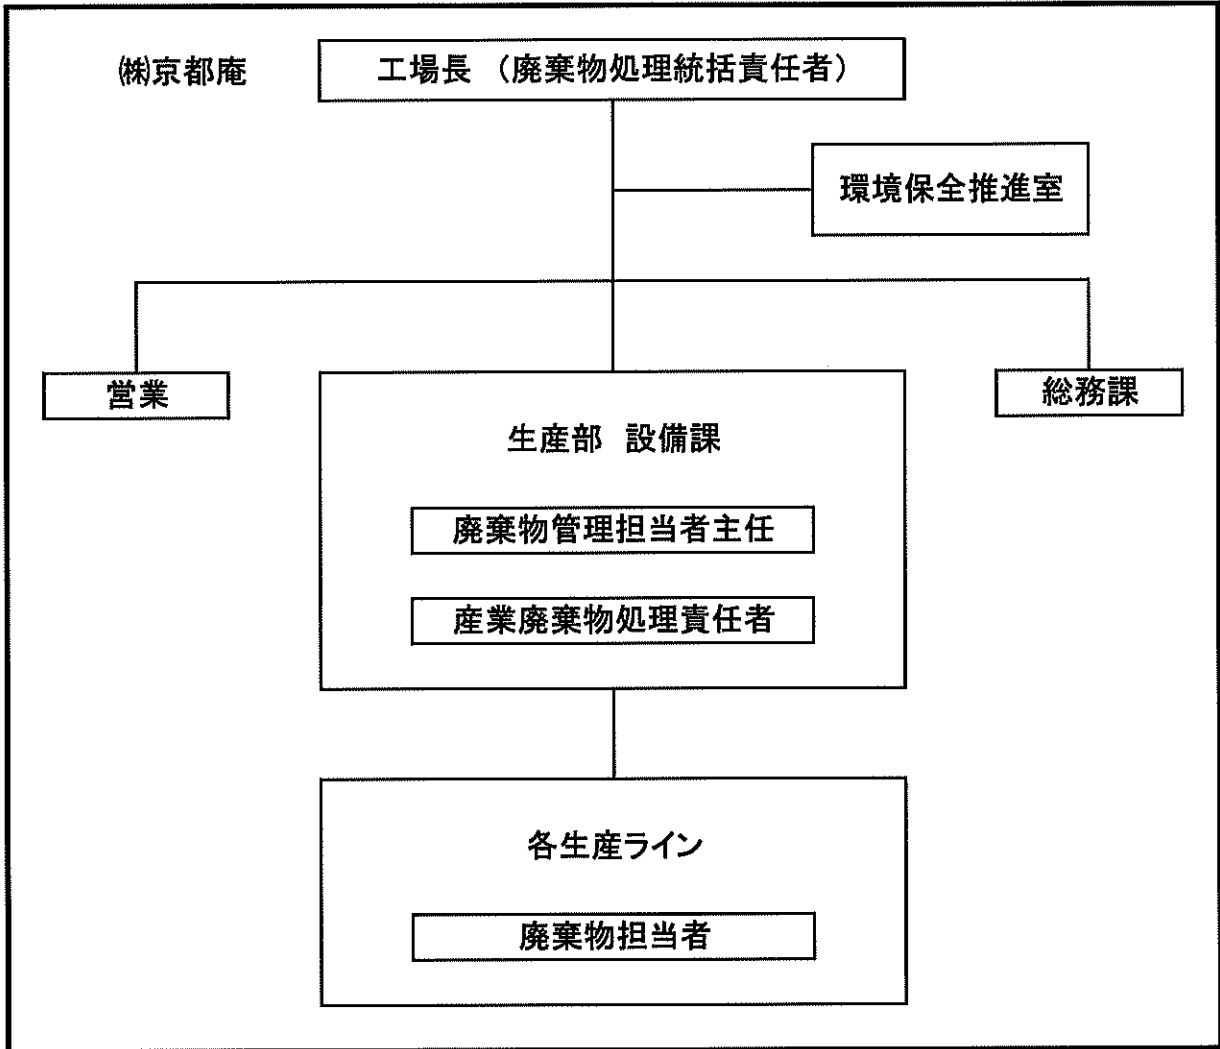 ㈱京都庵
工場長 （廃棄物処理統括責任者）
環境保全推進室
営業
総務課
生産部 設備課
廃棄物管理担当者主任
産業廃棄物処理責任者
各生産ライン
廃棄物担当者